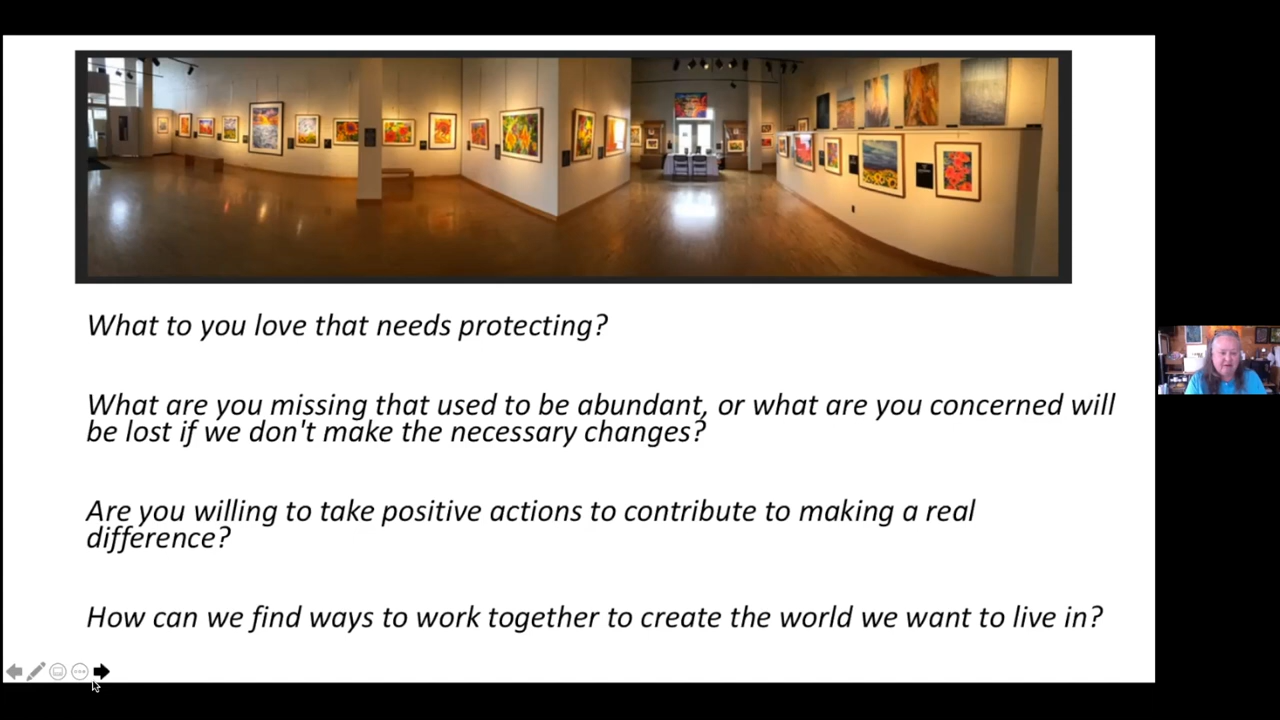 What to you love that needs protecting?
What are you missing that used to be abundant, or what are you concerned will
be lost if we don't make the necessary changes?
Are you willing to take positive actions to contribute to making a real
difference?
How can we find ways to work together to create the world we want to live in?